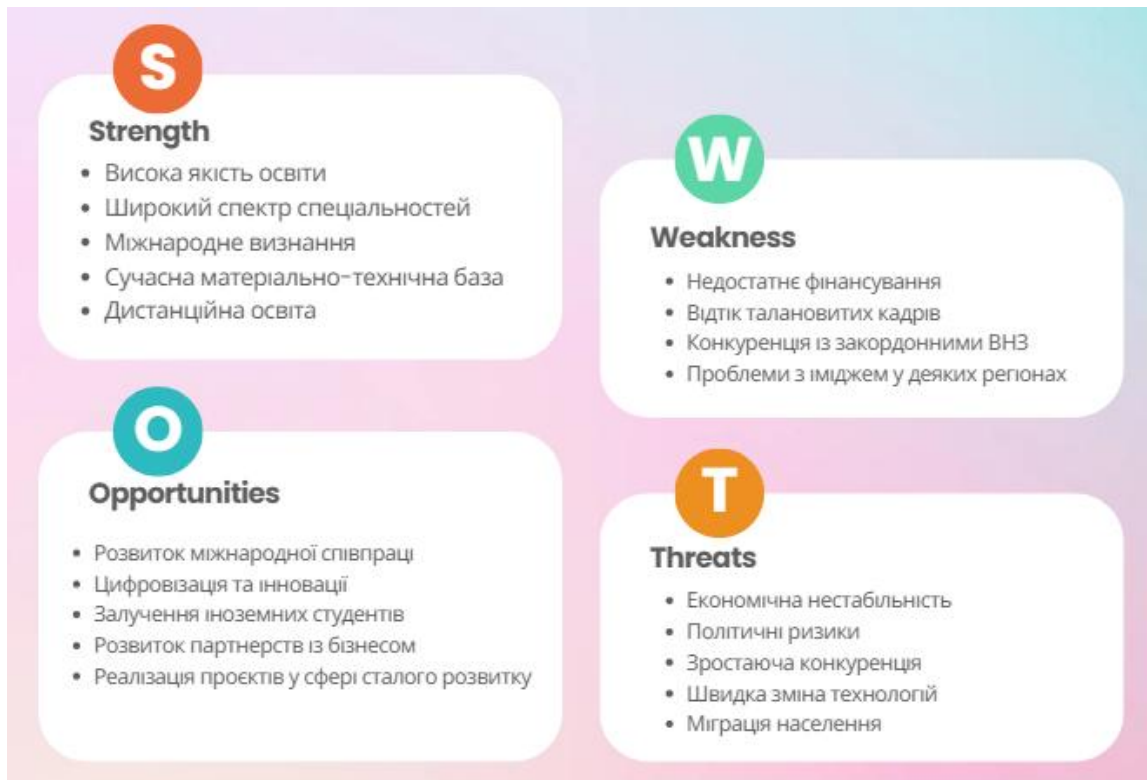 S
Strength
• Висока якість освіти
• Широкий спектр спеціальностей
• Міжнародне визнання
• Сучасна матеріально-технічна база
• Дистанційна освіта
W
Weakness
• Недостатнє фінансування
• Відтік талановитих кадрів
• Конкуренція із закордонними ВНЗ
• Проблеми з іміджем у деяких регіонах
O
Opportunities
• Розвиток міжнародної співпраці
• Цифровізація та інновації
• Залучення іноземних студентів
• Розвиток партнерств із бізнесом
• Реалізація проєктів у сфері сталого розвитку
T
Threats
• Економічна нестабільність
• Політичні ризики
• Зростаюча конкуренція
• Швидка зміна технологій
• Міграція населення